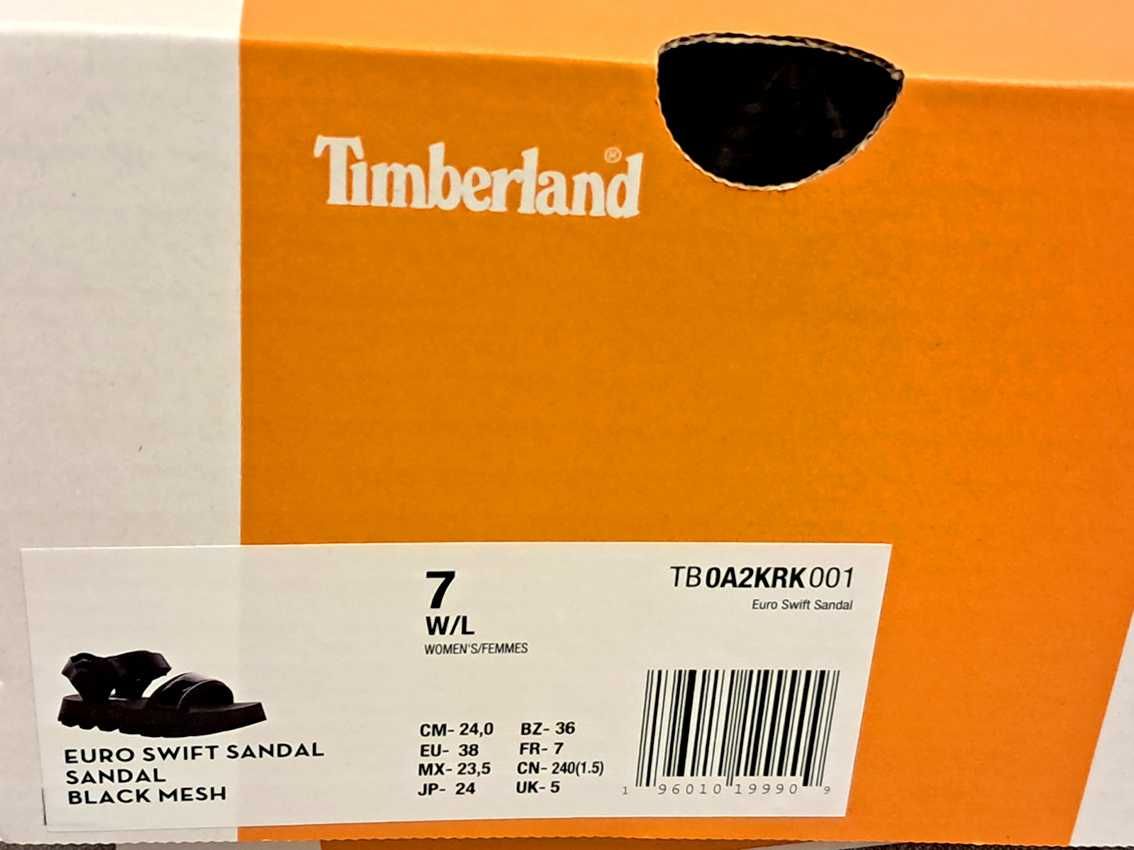 Timberland®
7
W/L
WOMEN'S/FEMMES
TB0A2KRK001
Euro Swift Sandal
EURO SWIFT SANDAL
SANDAL
BLACK MESH
CM- 24,0 BZ- 36
EU- 38 FR- 7
MX- 23,5 CN- 240(1.5)
JP- 24 UK- 5
1 96010 19990 9